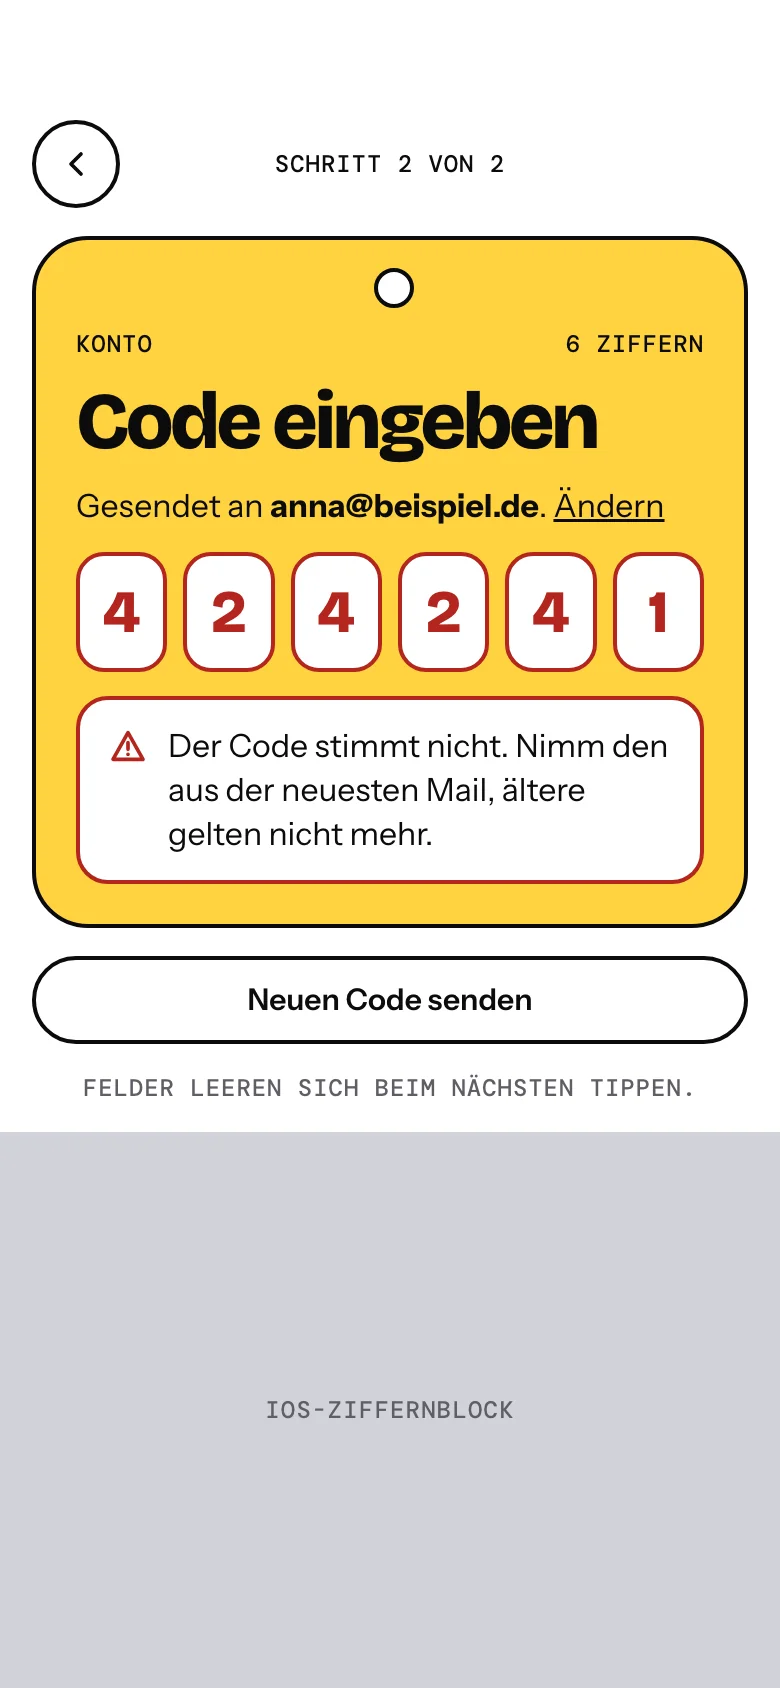 SCHRITT 2 VON 2
KONTO
6 ZIFFERN
Code eingeben
Gesendet an anna@beispiel.de. Ändern
4 2 4 2 4 1
Der Code stimmt nicht. Nimm den
aus der neuesten Mail, ältere
gelten nicht mehr.
Neuen Code senden
FELDER LEEREN SICH BEIM NÄCHSTEN TIPPEN.
IOS-ZIFFERNBLOCK